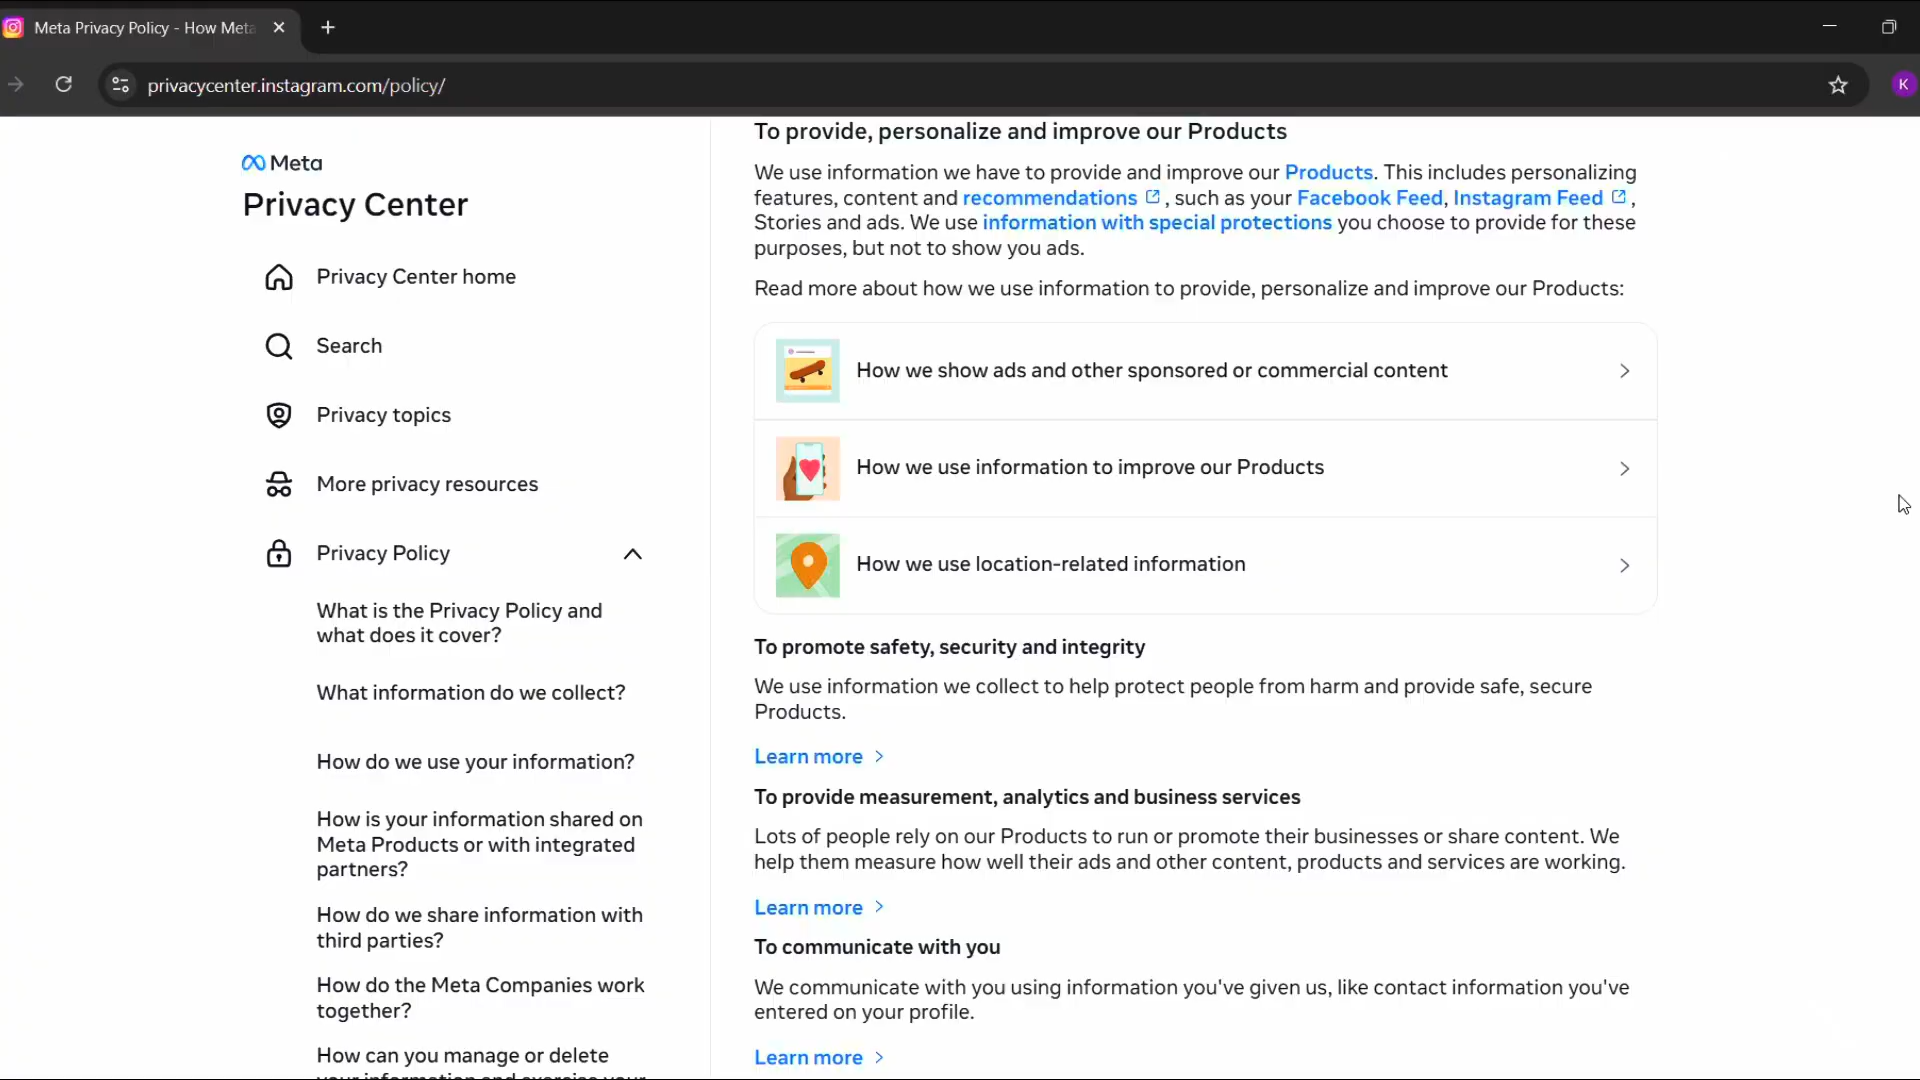 Meta Privacy Policy - How Meta
privacycenter.instagram.com/policy/
K
Meta
Privacy Center
Privacy Center home
Search
Privacy topics
More privacy resources
Privacy Policy
What is the Privacy Policy and
what does it cover?
What information do we collect?
How do we use your information?
How is your information shared on
Meta Products or with integrated
partners?
How do we share information with
third parties?
How do the Meta Companies work
together?
How can you manage or delete
your information and exercise your
To provide, personalize and improve our Products
We use information we have to provide and improve our Products. This includes personalizing
features, content and recommendations , such as your Facebook Feed, Instagram Feed ,
Stories and ads. We use information with special protections you choose to provide for these
purposes, but not to show you ads.
Read more about how we use information to provide, personalize and improve our Products:
How we show ads and other sponsored or commercial content
How we use information to improve our Products
How we use location-related information
To promote safety, security and integrity
We use information we collect to help protect people from harm and provide safe, secure
Products.
Learn more
To provide measurement, analytics and business services
Lots of people rely on our Products to run or promote their businesses or share content. We
help them measure how well their ads and other content, products and services are working.
Learn more
To communicate with you
We communicate with you using information you've given us, like contact information you've
entered on your profile.
Learn more